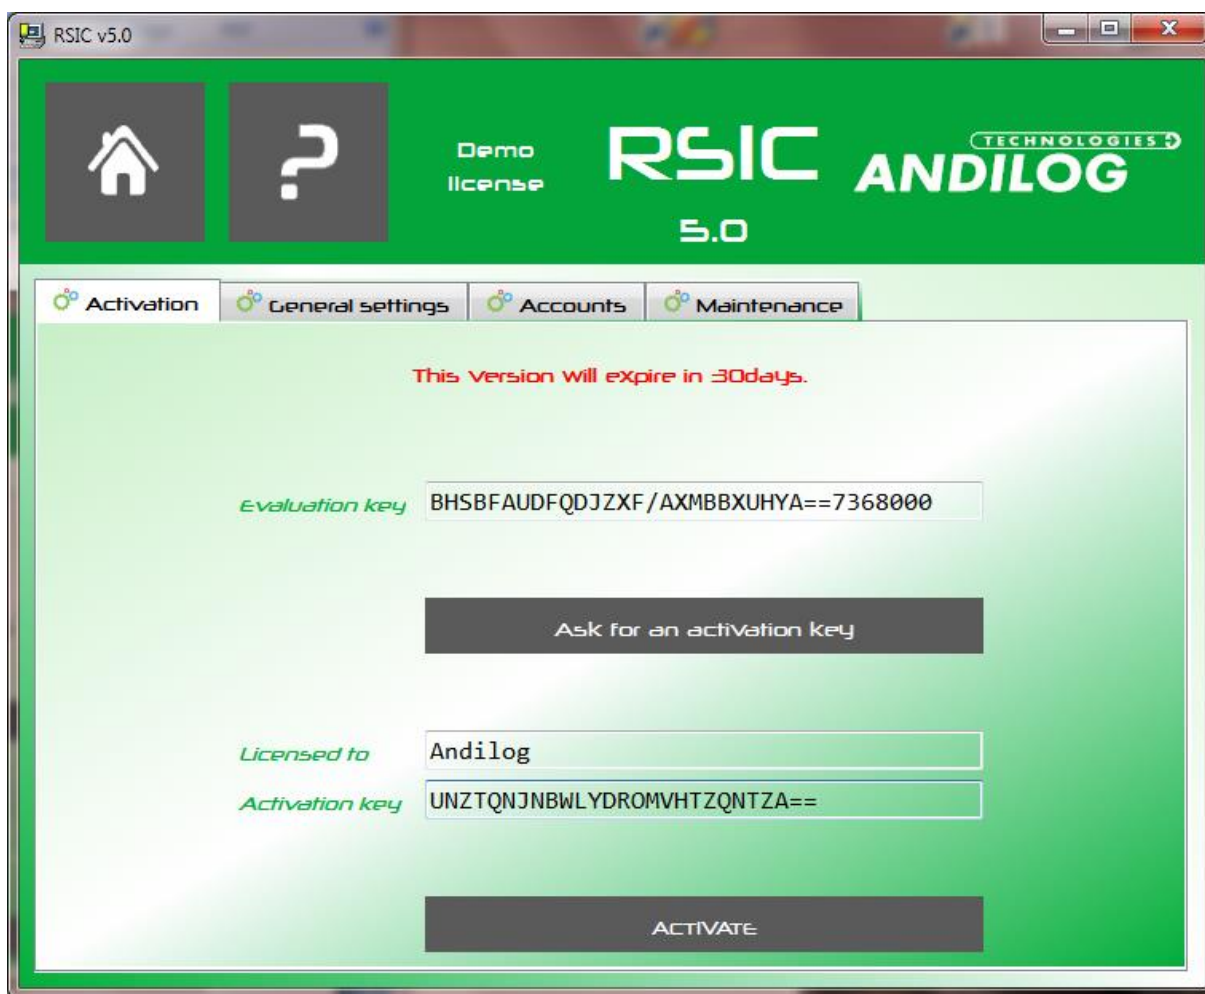 RSIC v5.0
Demo
license
RSIC
5.0
TECHNOLOGIES
ANDILOG
Activation
General settings
Accounts
Maintenance
This Version will expire in 30days.
Evaluation key
BHSBFAUDFQDJZXF/AXMBBXUHYA==7368000
Ask for an activation key
Licensed to
Andilog
Activation key
UNZTQNJNBWLYDROMVHTZQNTZA==
ACTIVATE